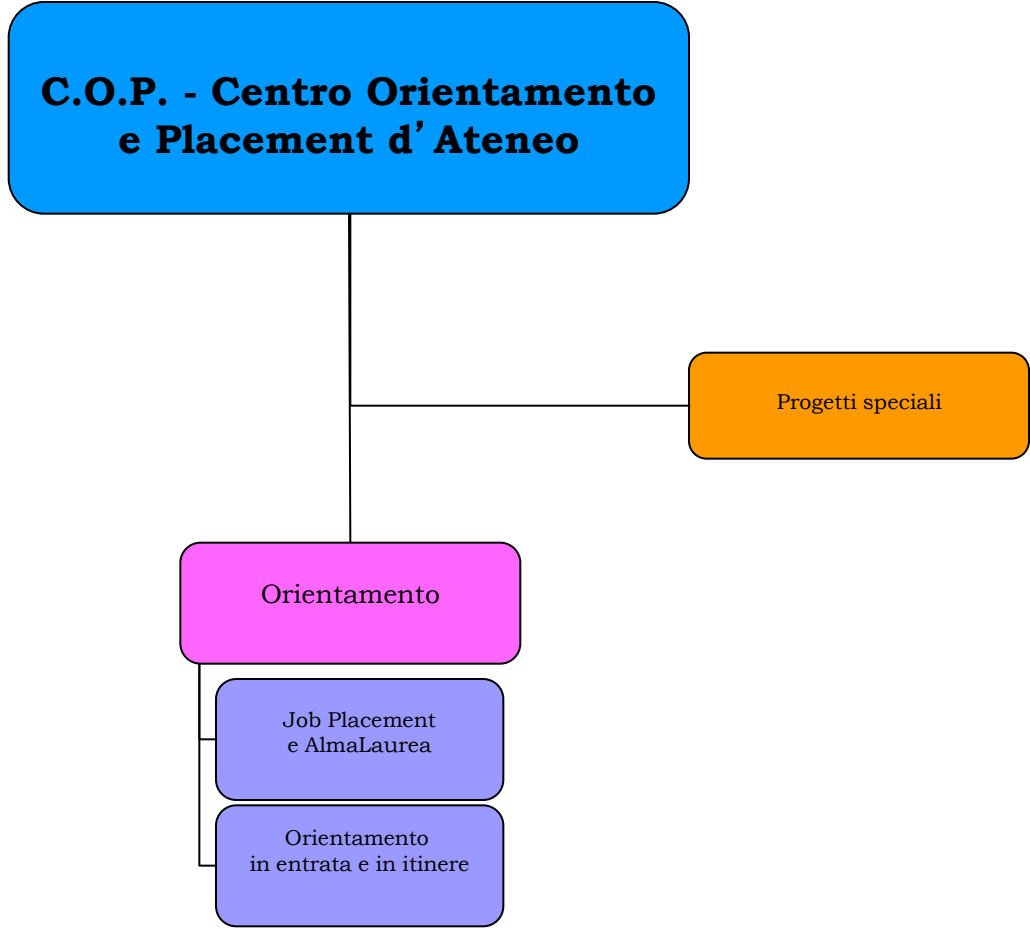 C.O.P. - Centro Orientamento
e Placement d’Ateneo
Progetti speciali
Orientamento
Job Placement
e AlmaLaurea
Orientamento
in entrata e in itinere